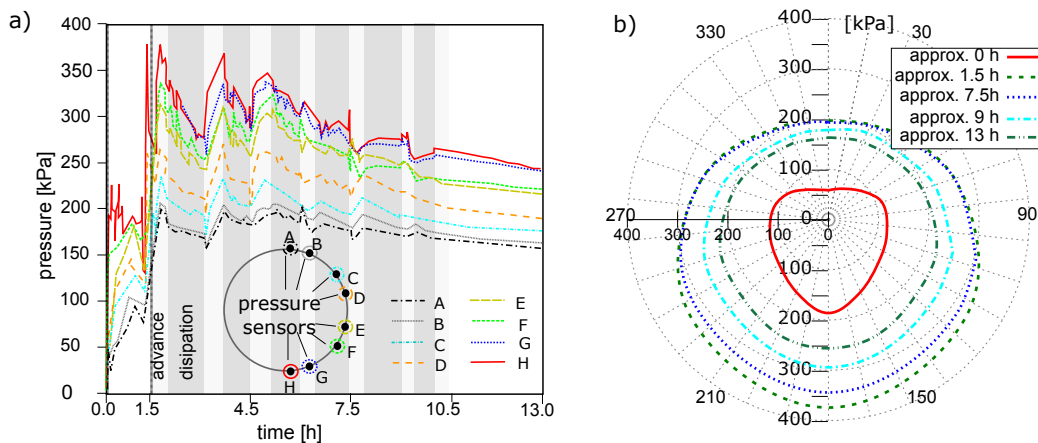 a)
400
350
300
250
200
150
100
50
0
pressure [kPa]
0.0
1.5
4.5
7.5
10.5
13.0
time [h]
advance
disipation
pressure
sensors
A
B
C
D
E
F
G
H
A
B
C
D
E
F
G
H
b)
[kPa]
400
300
200
100
0
100
200
300
400
270
400
300
200
100
0
330
30
90
150
210
approx. 0 h
approx. 1.5 h
approx. 7.5h
approx. 9 h
approx. 13 h